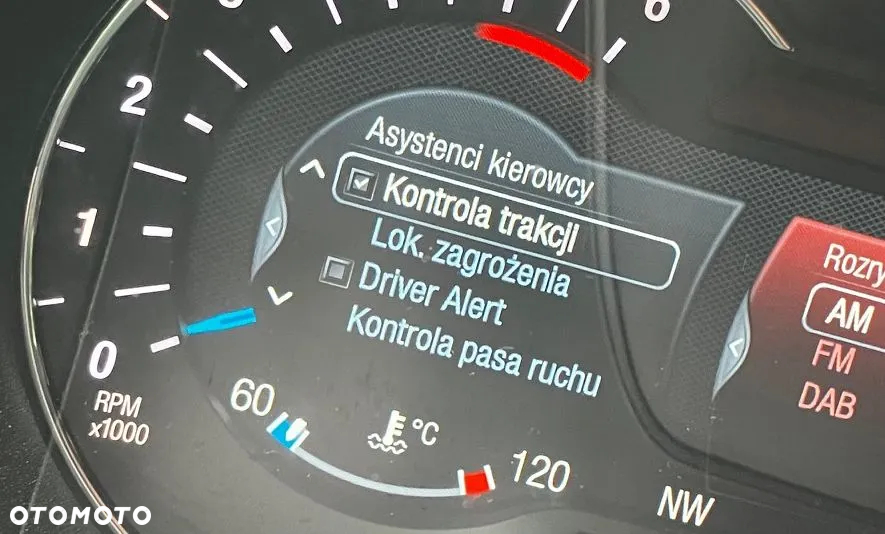 6
2
1
0
RPM
x1000
Asystenci kierowcy
Kontrola trakcji
Lok. zagrożenia
Driver Alert
Kontrola pasa ruchu
60
°C
120
NW
AM
FM
DAB
OTOMOTO